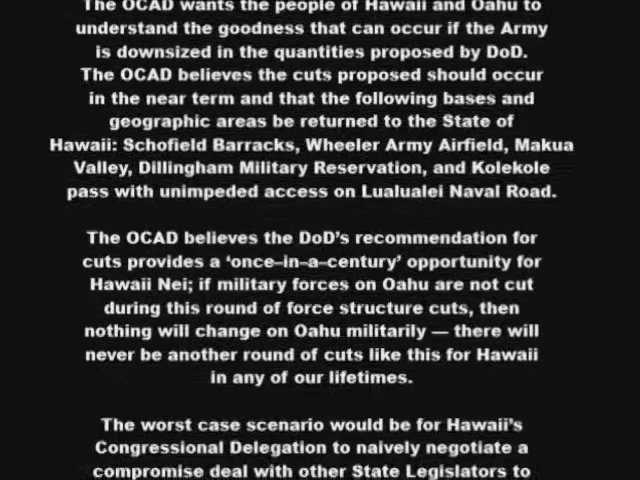 The OCAD wants the people of Hawaii and Oahu to
understand the goodness that can occur if the Army
is downsized in the quantities proposed by DoD.
The OCAD believes the cuts proposed should occur
in the near term and that the following bases and
geographic areas be returned to the State of
Hawaii: Schofield Barracks, Wheeler Army Airfield, Makua
Valley, Dillingham Military Reservation, and Kolekole
pass with unimpeded access on Lualualei Naval Road.
The OCAD believes the DoD’s recommendation for
cuts provides a ‘once–in–a–century’ opportunity for
Hawaii Nei; if military forces on Oahu are not cut
during this round of force structure cuts, then
nothing will change on Oahu militarily — there will
never be another round of cuts like this for Hawaii
in any of our lifetimes.
The worst case scenario would be for Hawaii’s
Congressional Delegation to naively negotiate a
compromise deal with other State Legislators to